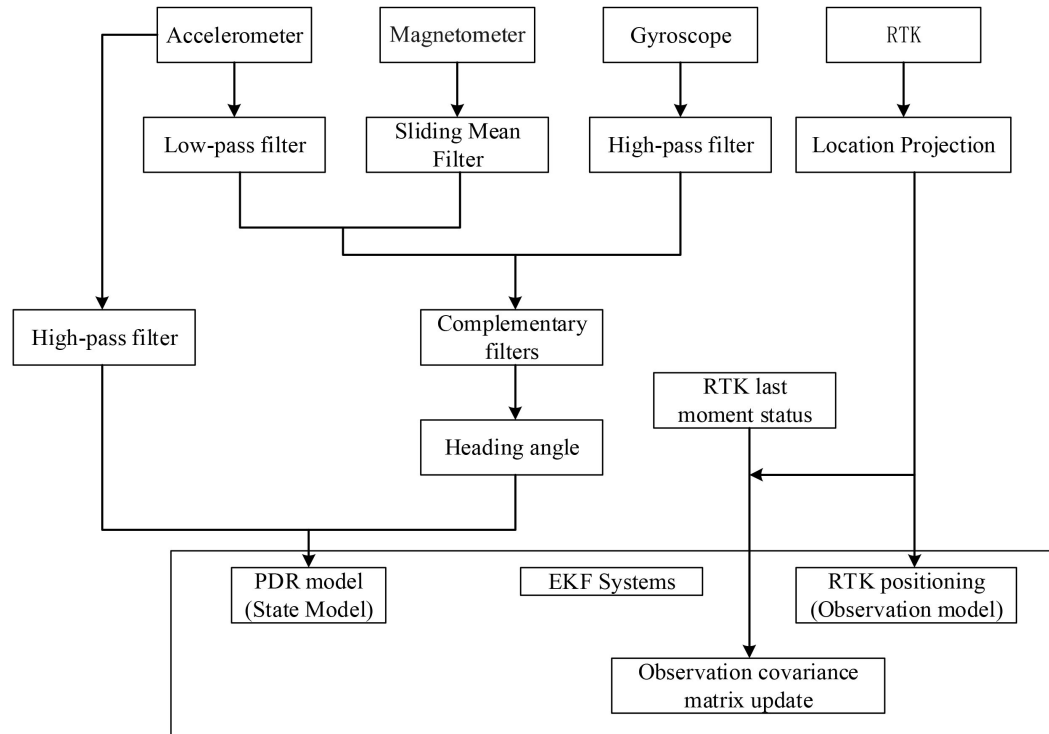 Accelerometer
Magnetometer
Gyroscope
RTK
Low-pass filter
Sliding Mean
Filter
High-pass filter
Location Projection
High-pass filter
Complementary
filters
RTK last
moment status
Heading angle
PDR model
(State Model)
EKF Systems
RTK positioning
(Observation model)
Observation covariance
matrix update